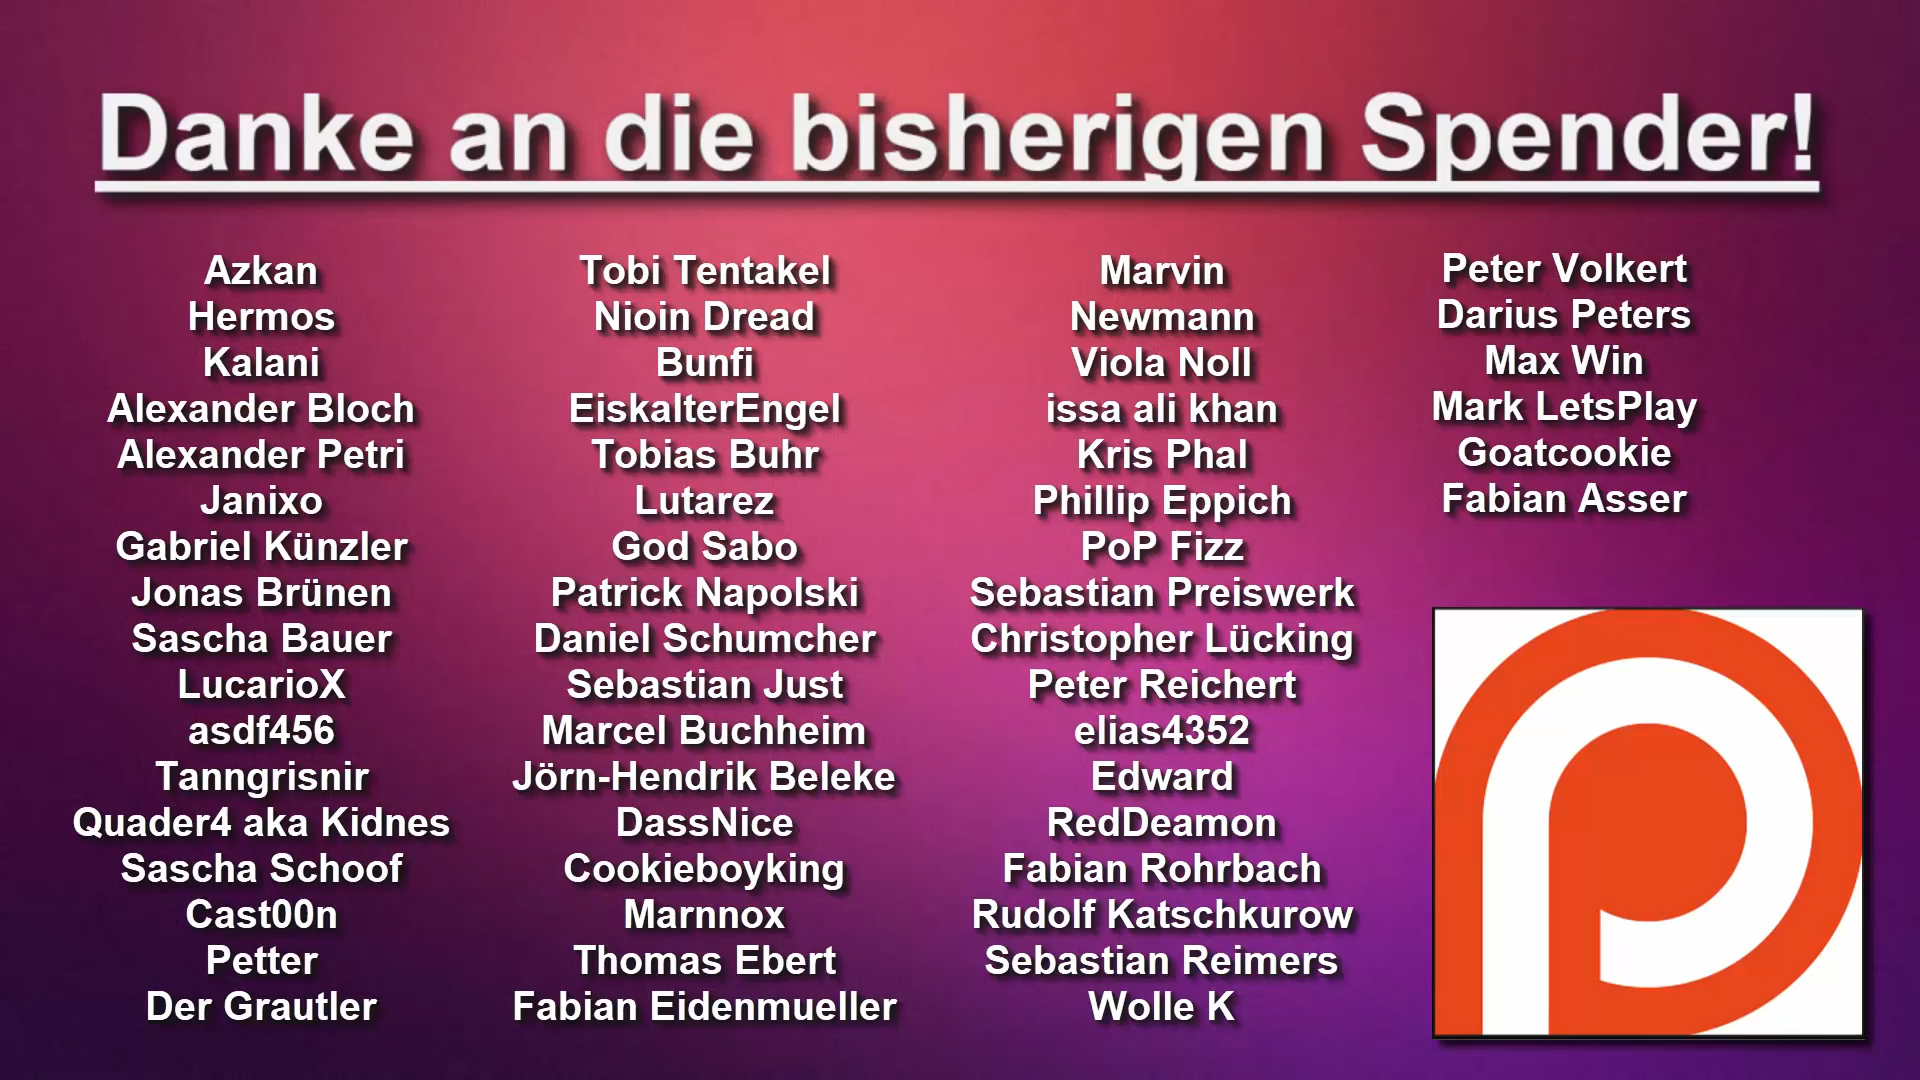 Danke an die bisherigen Spender!
Azkan
Hermos
Kalani
Alexander Bloch
Alexander Petri
Janixo
Gabriel Künzler
Jonas Brünen
Sascha Bauer
LucarioX
asdf456
Tanngrisnir
Quader4 aka Kidnes
Sascha Schoof
Cast00n
Petter
Der Grautler
Tobi Tentakel
Nioin Dread
Bunfi
EiskalterEngel
Tobias Buhr
Lutarez
God Sabo
Patrick Napolski
Daniel Schumcher
Sebastian Just
Marcel Buchheim
Jörn-Hendrik Beleke
DassNice
Cookieboyking
Marnnox
Thomas Ebert
Fabian Eidenmueller
Marvin
Newmann
Viola Noll
issa ali khan
Kris Phal
Phillip Eppich
PoP Fizz
Sebastian Preiswerk
Christopher Lücking
Peter Reichert
elias4352
Edward
RedDeamon
Fabian Rohrbach
Rudolf Katschkurow
Sebastian Reimers
Wolle K
Peter Volkert
Darius Peters
Max Win
Mark LetsPlay
Goatcookie
Fabian Asser